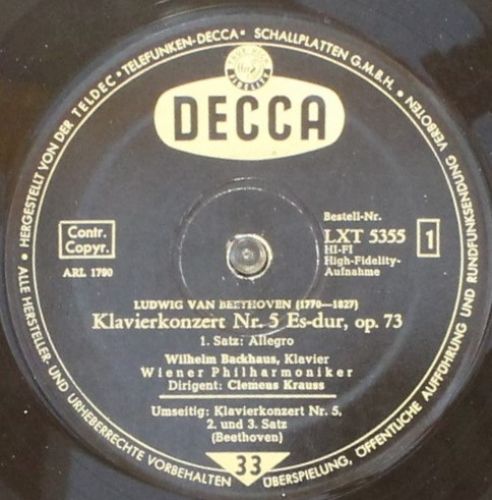 HERGESTELLT VON DER TELDEC • TELEFUNKEN-DECCA • SCHALLPLATTEN G.M.B.H. •
DECCA
Contr.
Copyr.
ARL 1790
Bestell-Nr.
LXT 5355
HI-FI
High-Fidelity-
Aufnahme
1
LUDWIG VAN BEETHOVEN (1770—1827)
Klavierkonzert Nr. 5 Es-dur, op. 73
1. Satz: Allegro
Wilhelm Backhaus, Klavier
Wiener Philharmoniker
Dirigent: Clemeus Krauss
Umseitig: Klavierkonzert Nr. 5,
2. und 3. Satz
(Beethoven)
33
• ALLE HERSTELLER- UND URHEBERRECHTE VORBEHALTEN
ÜBERSPIELUNG, ÖFFENTLICHE AUFFÜHRUNG UND RUNDFUNKSENDUNG VERBOTEN